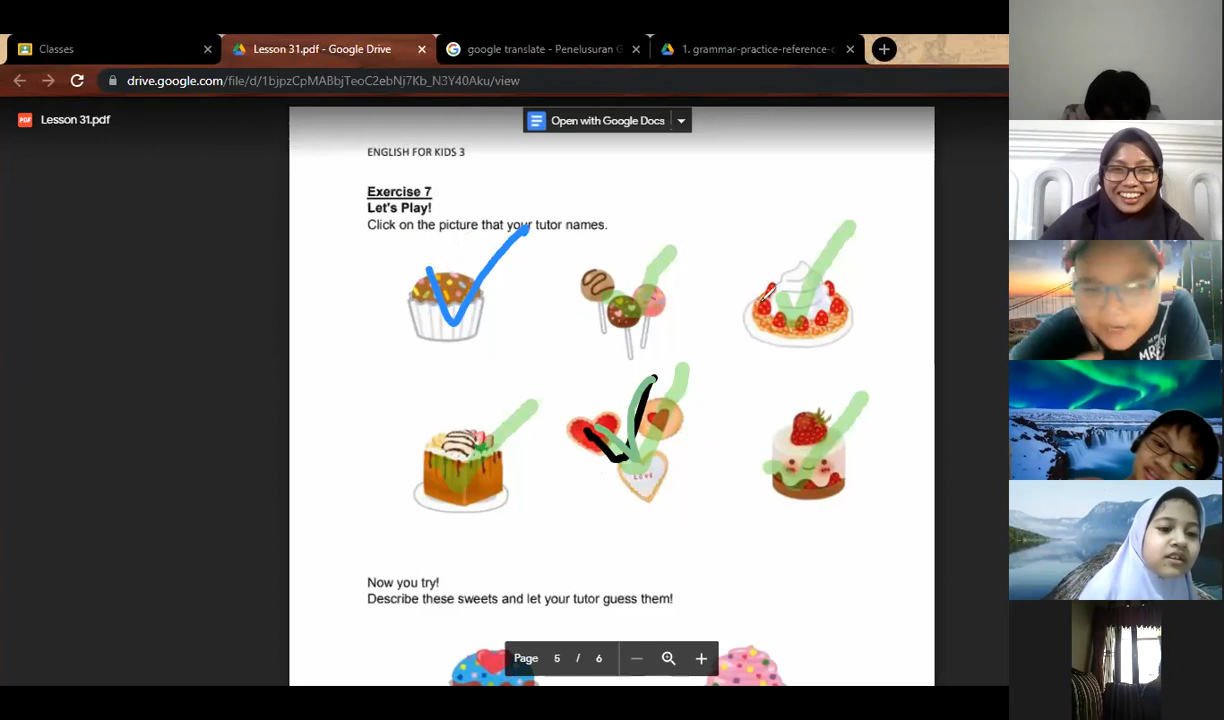 Classes
Lesson 31.pdf - Google Drive
google translate - Penelusuran G
1. grammar-practice-reference-c
drive.google.com/file/d/1bjpzCpMABbjTeoC2ebNj7Kb_N3Y40Aku/view
Lesson 31.pdf
Open with Google Docs
ENGLISH FOR KIDS 3
Exercise 7
Let's Play!
Click on the picture that your tutor names.
LOVE
Now you try!
Describe these sweets and let your tutor guess them!
Page 5 / 6